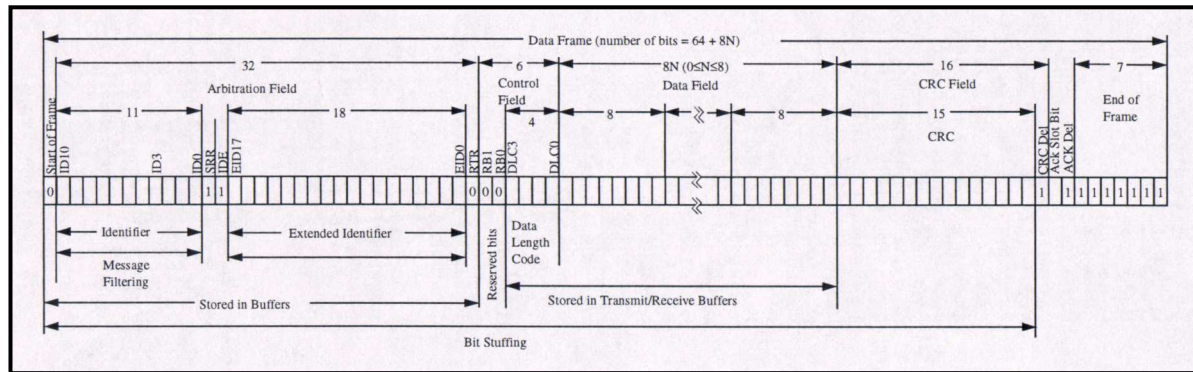 Data Frame (number of bits = 64 + 8N)
32
6
8N (0≤N≤8)
16
7
Arbitration Field
Control
Field
Data Field
CRC Field
End of
Frame
11
18
4
8
8
15
CRC
Start of Frame
ID10
ID3
ID0
SRR
IDE
EID17
EID0
RTR
RB1
RB0
DLC3
DLC0
CRC Del
Ack Slot Bit
ACK Del
0 1 1 0 0 0 1 1 1 1 1 1 1 1 1
Identifier
Extended Identifier
Reserved bits
Data
Length
Code
Message
Filtering
Stored in Buffers
Stored in Transmit/Receive Buffers
Bit Stuffing